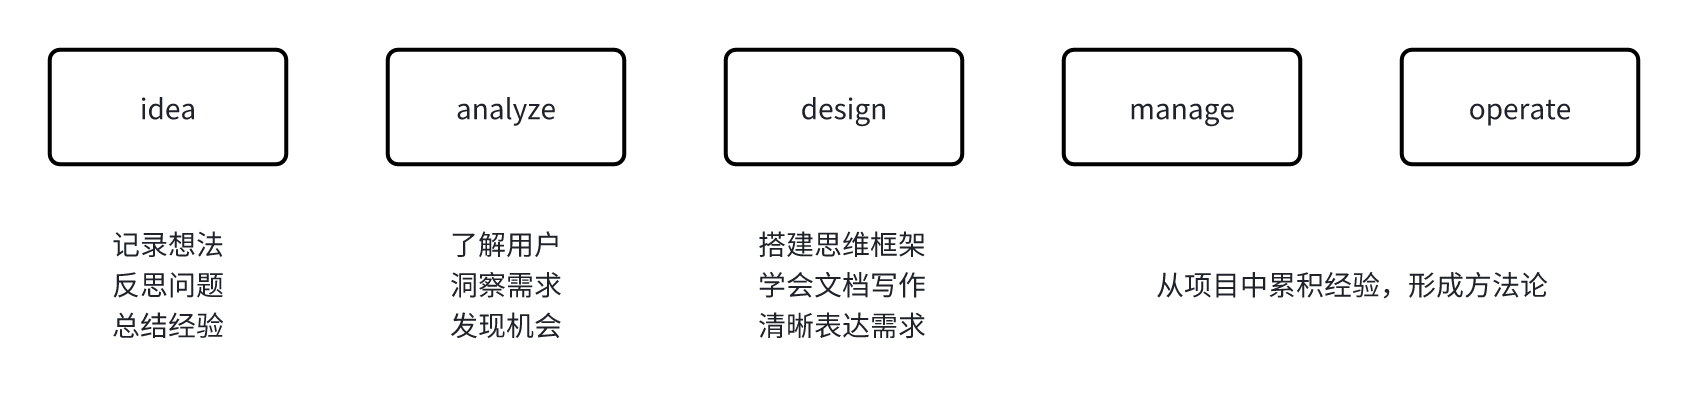 idea
analyze
design
manage
operate
记录想法
反思问题
总结经验
了解用户
洞察需求
发现机会
搭建思维框架
学会文档写作
清晰表达需求
从项目中累积经验，形成方法论